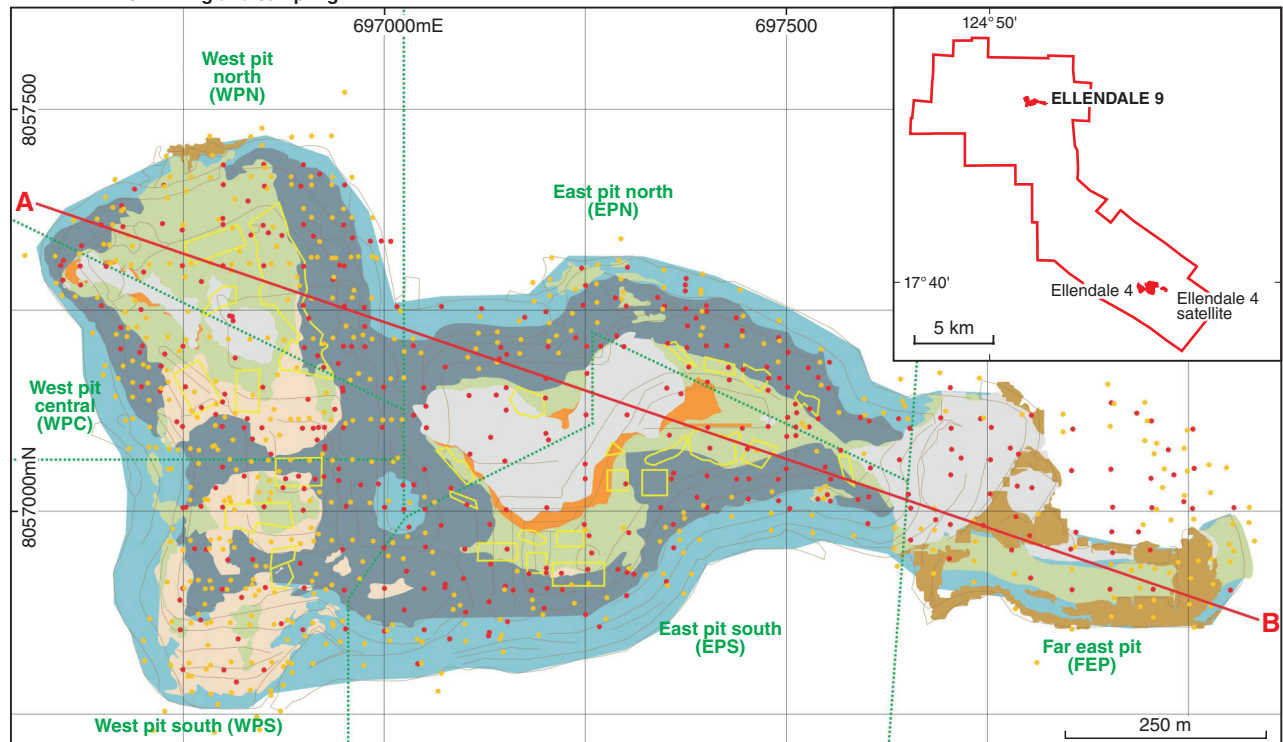 697000mE
697500
124°50'
West pit
north
(WPN)
8057500
ELLENDALE 9
A
East pit north
(EPN)
17°40'
Ellendale 4
Ellendale 4
satellite
5 km
West pit
central
(WPC)
8057000mN
East pit south
(EPS)
B
Far east pit
(FEP)
West pit south (WPS)
250 m